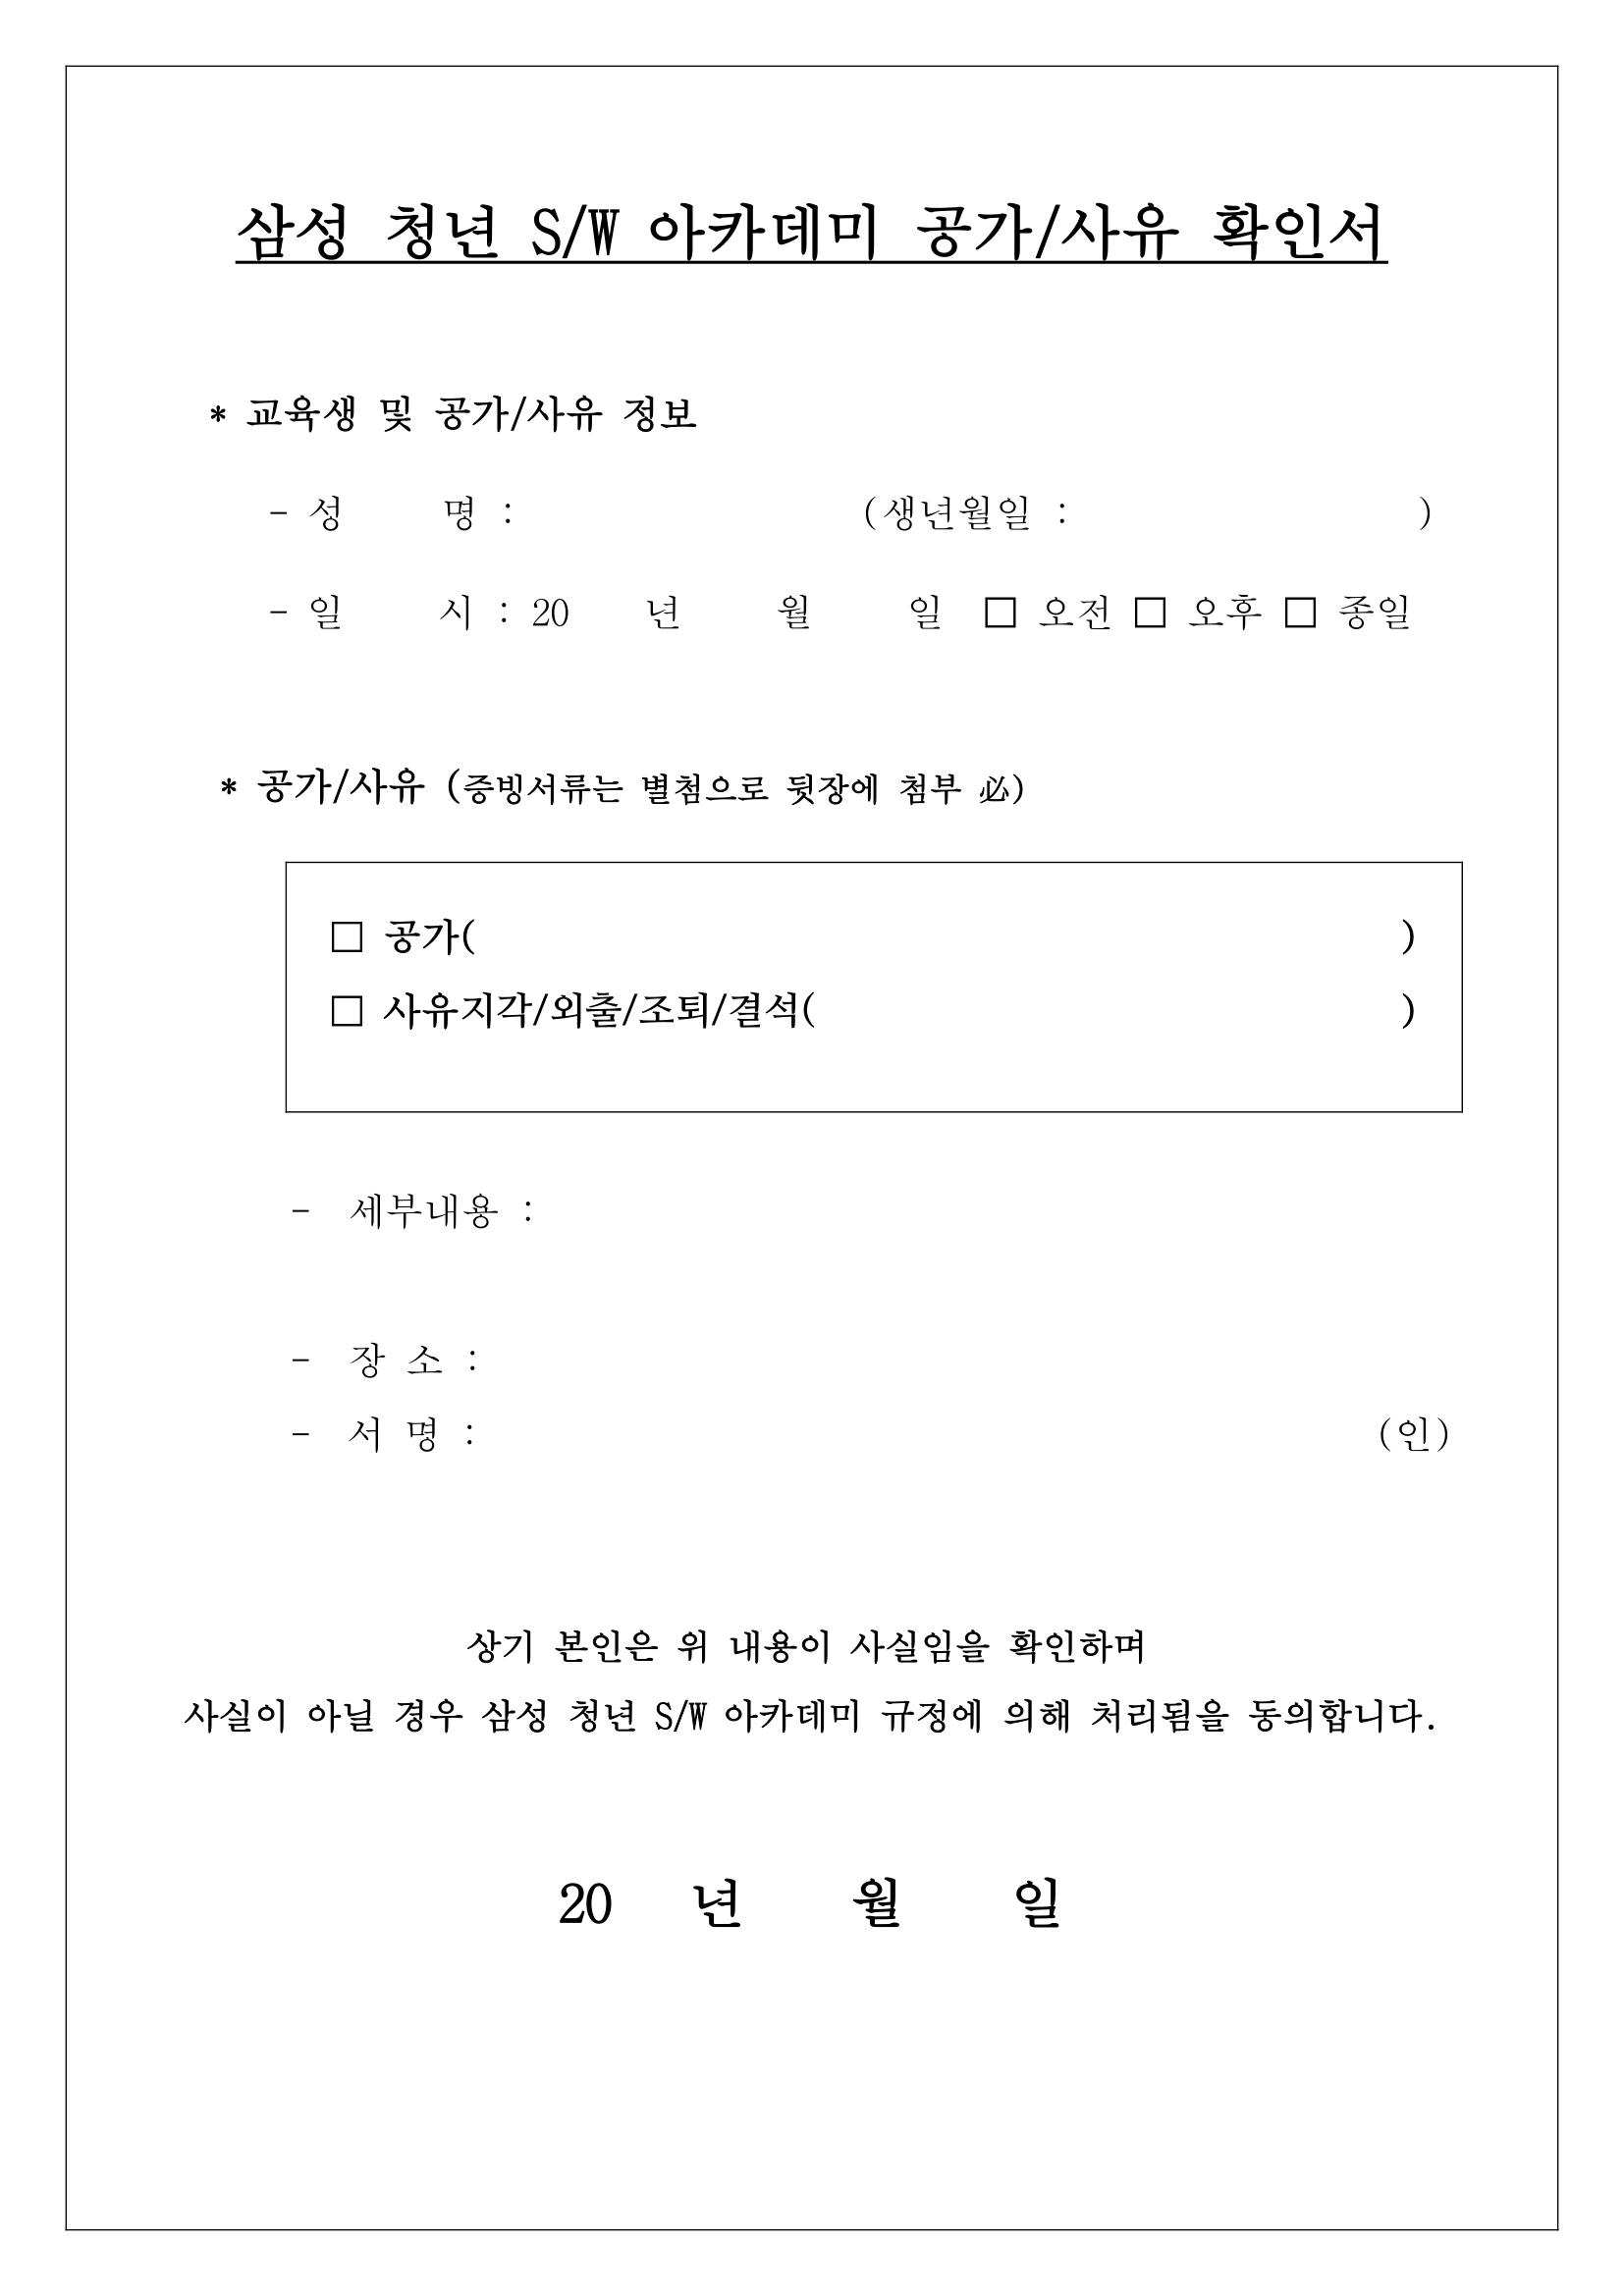 삼성 청년 S/W 아카데미 공가/사유 확인서
* 교육생 및 공가/사유 정보
- 성 명 : (생년월일 : )
- 일 시 : 20 년 월 일 □ 오전 □ 오후 □ 종일
* 공가/사유 (증빙서류는 별첨으로 뒷장에 첨부 必)
□ 공가( )
□ 사유지각/외출/조퇴/결석( )
- 세부내용 :
- 장 소 :
- 서 명 : (인)
상기 본인은 위 내용이 사실임을 확인하며
사실이 아닐 경우 삼성 청년 S/W 아카데미 규정에 의해 처리됨을 동의합니다.
20 년 월 일